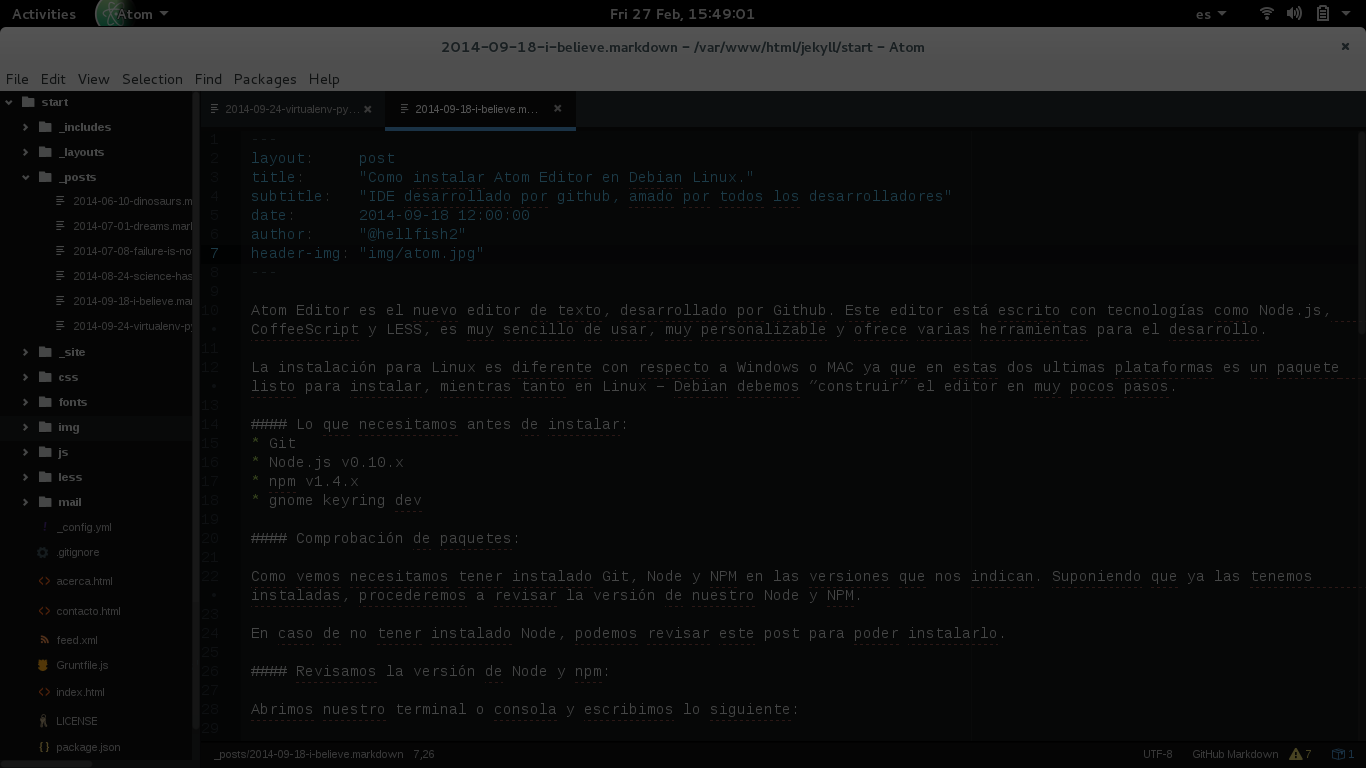 Activities Atom Fri 27 Feb, 15:49:01 es
2014-09-18-i-believe.markdown - /var/www/html/jekyll/start - Atom
File Edit View Selection Find Packages Help
start
_includes
_layouts
_posts
2014-06-10-dinosaurs.m
2014-07-01-dreams.mar
2014-07-08-failure-is-no
2014-08-24-science-has
2014-09-18-i-believe.ma
2014-09-24-virtualenv-py
_site
css
fonts
img
js
less
mail
_config.yml
.gitignore
acerca.html
contacto.html
feed.xml
Gruntfile.js
index.html
LICENSE
package.json
2014-09-24-virtualenv-py... 2014-09-18-i-believe.m...
1 ---
2 layout: post
3 title: "Como instalar Atom Editor en Debian Linux."
4 subtitle: "IDE desarrollado por github, amado por todos los desarrolladores"
5 date: 2014-09-18 12:00:00
6 author: "@hellfish2"
7 header-img: "img/atom.jpg"
8 ---
9
10 Atom Editor es el nuevo editor de texto, desarrollado por Github. Este editor está escrito con tecnologías como Node.js,
• CoffeeScript y LESS, es muy sencillo de usar, muy personalizable y ofrece varias herramientas para el desarrollo.
11
12 La instalación para Linux es diferente con respecto a Windows o MAC ya que en estas dos ultimas plataformas es un paquete
• listo para instalar, mientras tanto en Linux – Debian debemos ”construir” el editor en muy pocos pasos.
13
14 ##### Lo que necesitamos antes de instalar:
15 * Git
16 * Node.js v0.10.x
17 * npm v1.4.x
18 * gnome keyring dev
19
20 ##### Comprobación de paquetes:
21
22 Como vemos necesitamos tener instalado Git, Node y NPM en las versiones que nos indican. Suponiendo que ya las tenemos
• instaladas, procederemos a revisar la versión de nuestro Node y NPM.
23
24 En caso de no tener instalado Node, podemos revisar este post para poder instalarlo.
25
26 ##### Revisamos la versión de Node y npm:
27
28 Abrimos nuestro terminal o consola y escribimos lo siguiente:
29
_posts/2014-09-18-i-believe.markdown 7,26 UTF-8 GitHub Markdown 7 1